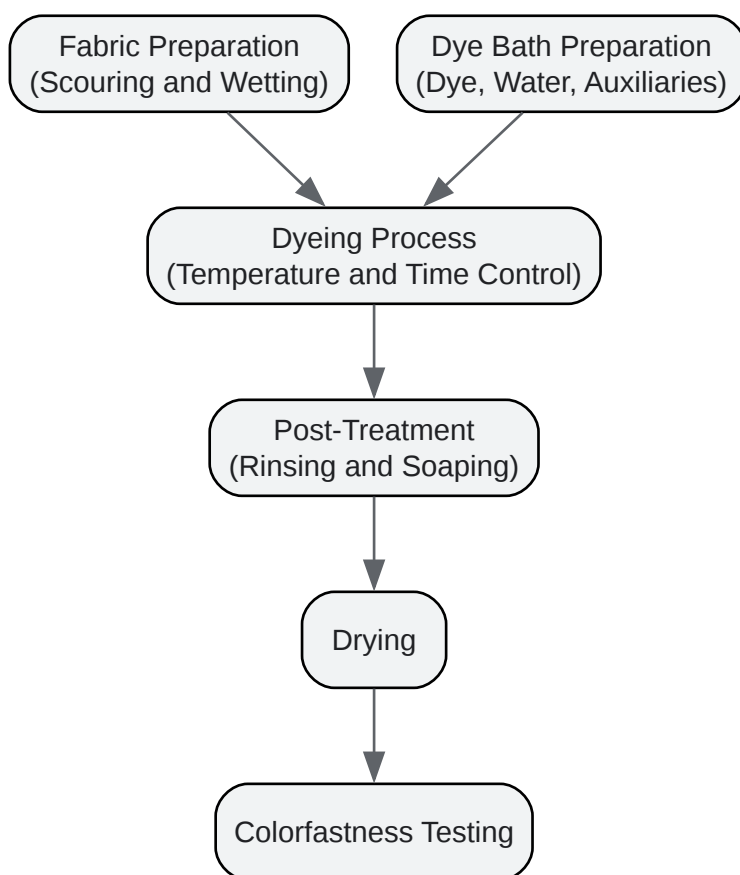 Fabric Preparation
(Scouring and Wetting)
Dye Bath Preparation
(Dye, Water, Auxiliaries)
Dyeing Process
(Temperature and Time Control)
Post-Treatment
(Rinsing and Soaping)
Drying
Colorfastness Testing